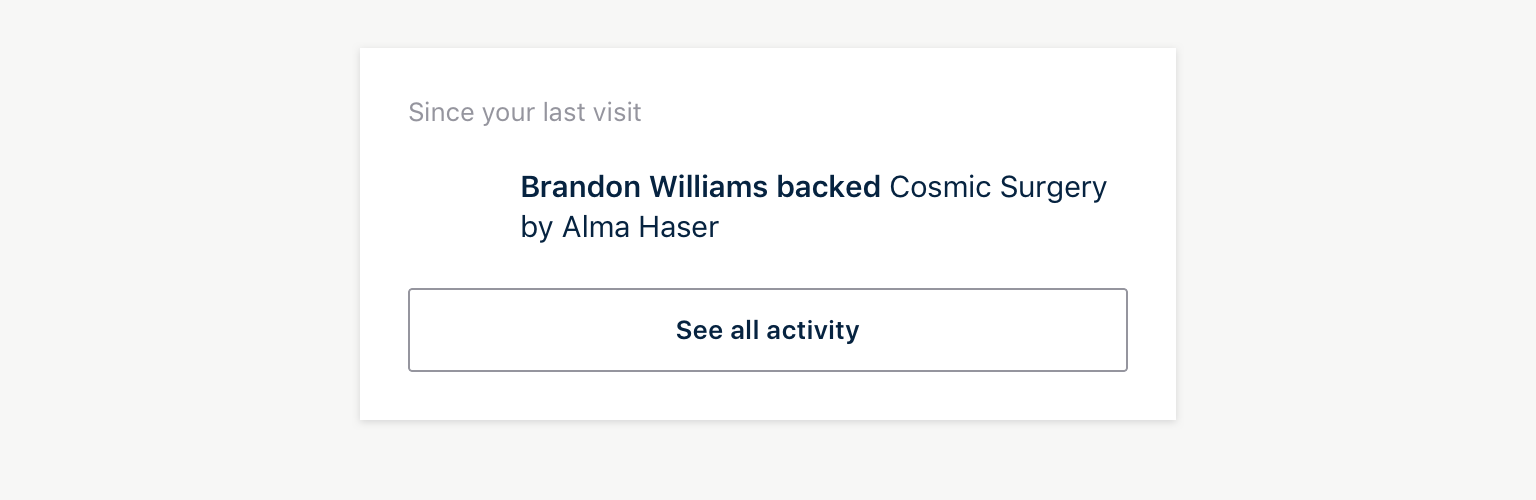 Since your last visit
Brandon Williams backed Cosmic Surgery
by Alma Haser
See all activity